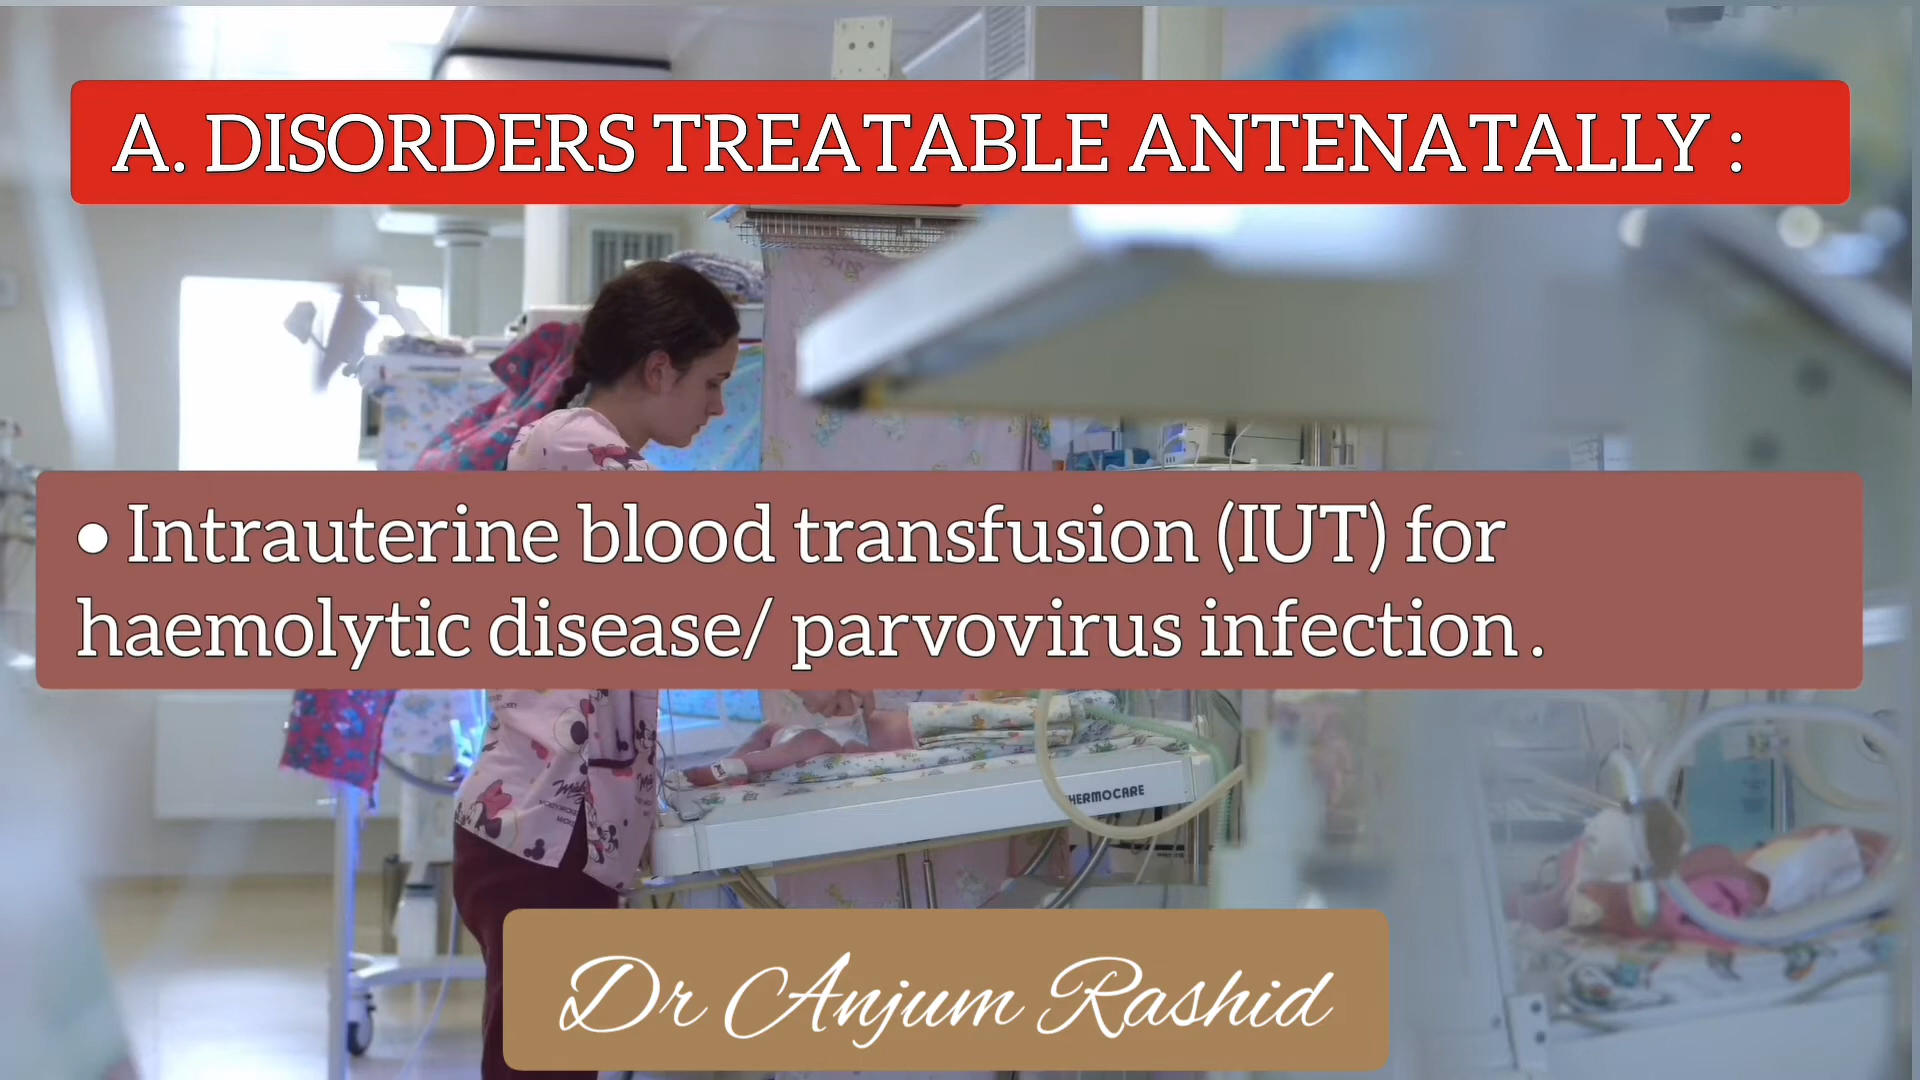 A. DISORDERS TREATABLE ANTENATALLY :
• Intrauterine blood transfusion (IUT) for
haemolytic disease/ parvovirus infection.
HERMOCARE
Dr Anjum Rashid